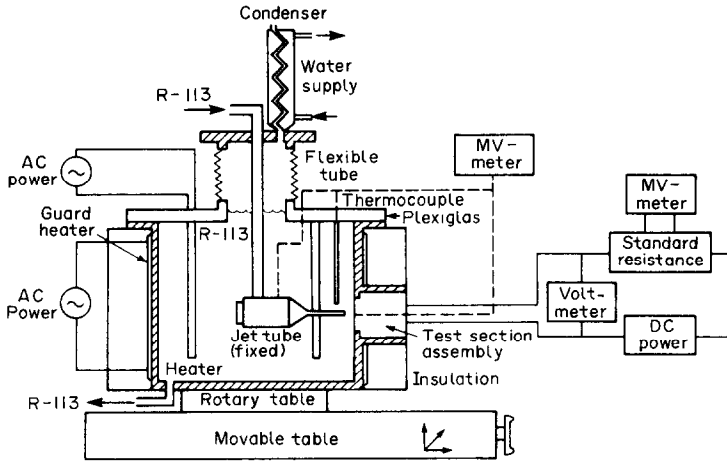 Condenser
Water
supply
R-113
MV-
meter
AC
power
Flexible
tube
Thermocouple
Plexiglas
MV-
meter
Guard
heater
R-113
Standard
resistance
AC
Power
Volt-
meter
Jet tube
(fixed)
Test section
assembly
DC
power
Heater
Insulation
R-113
Rotary table
Movable table